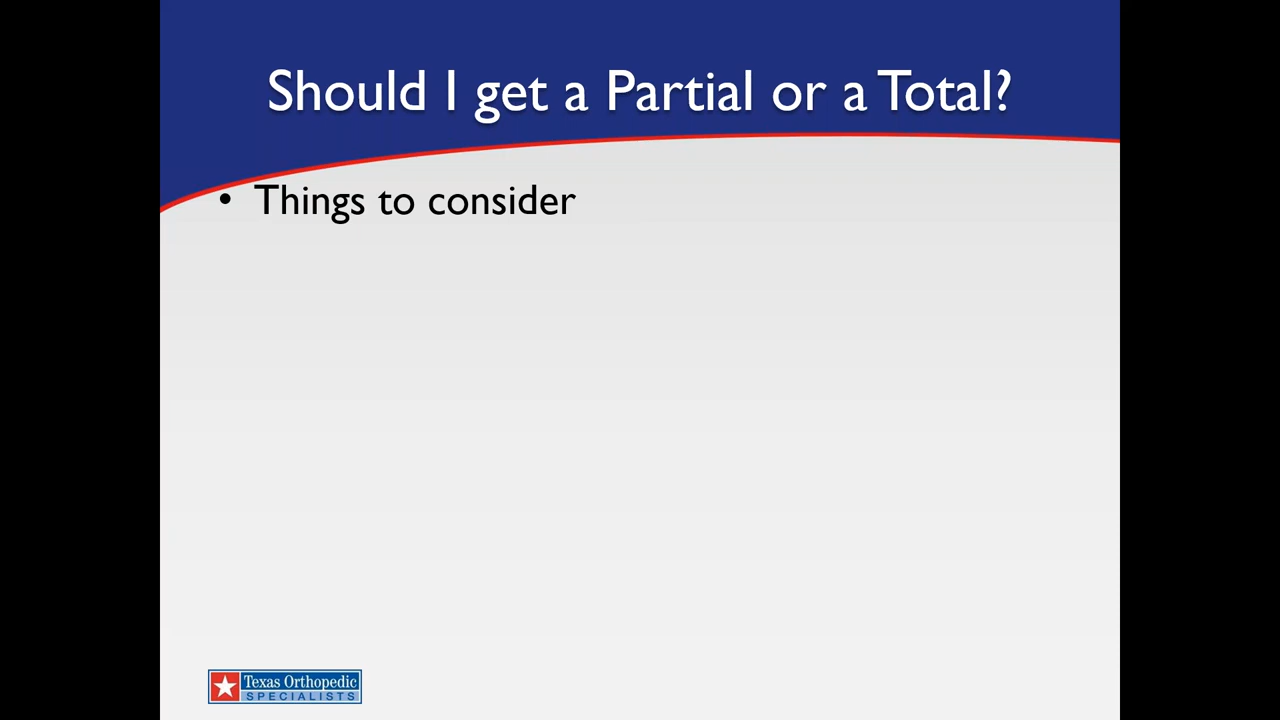 Should I get a Partial or a Total?
• Things to consider
Texas Orthopedic
SPECIALISTS